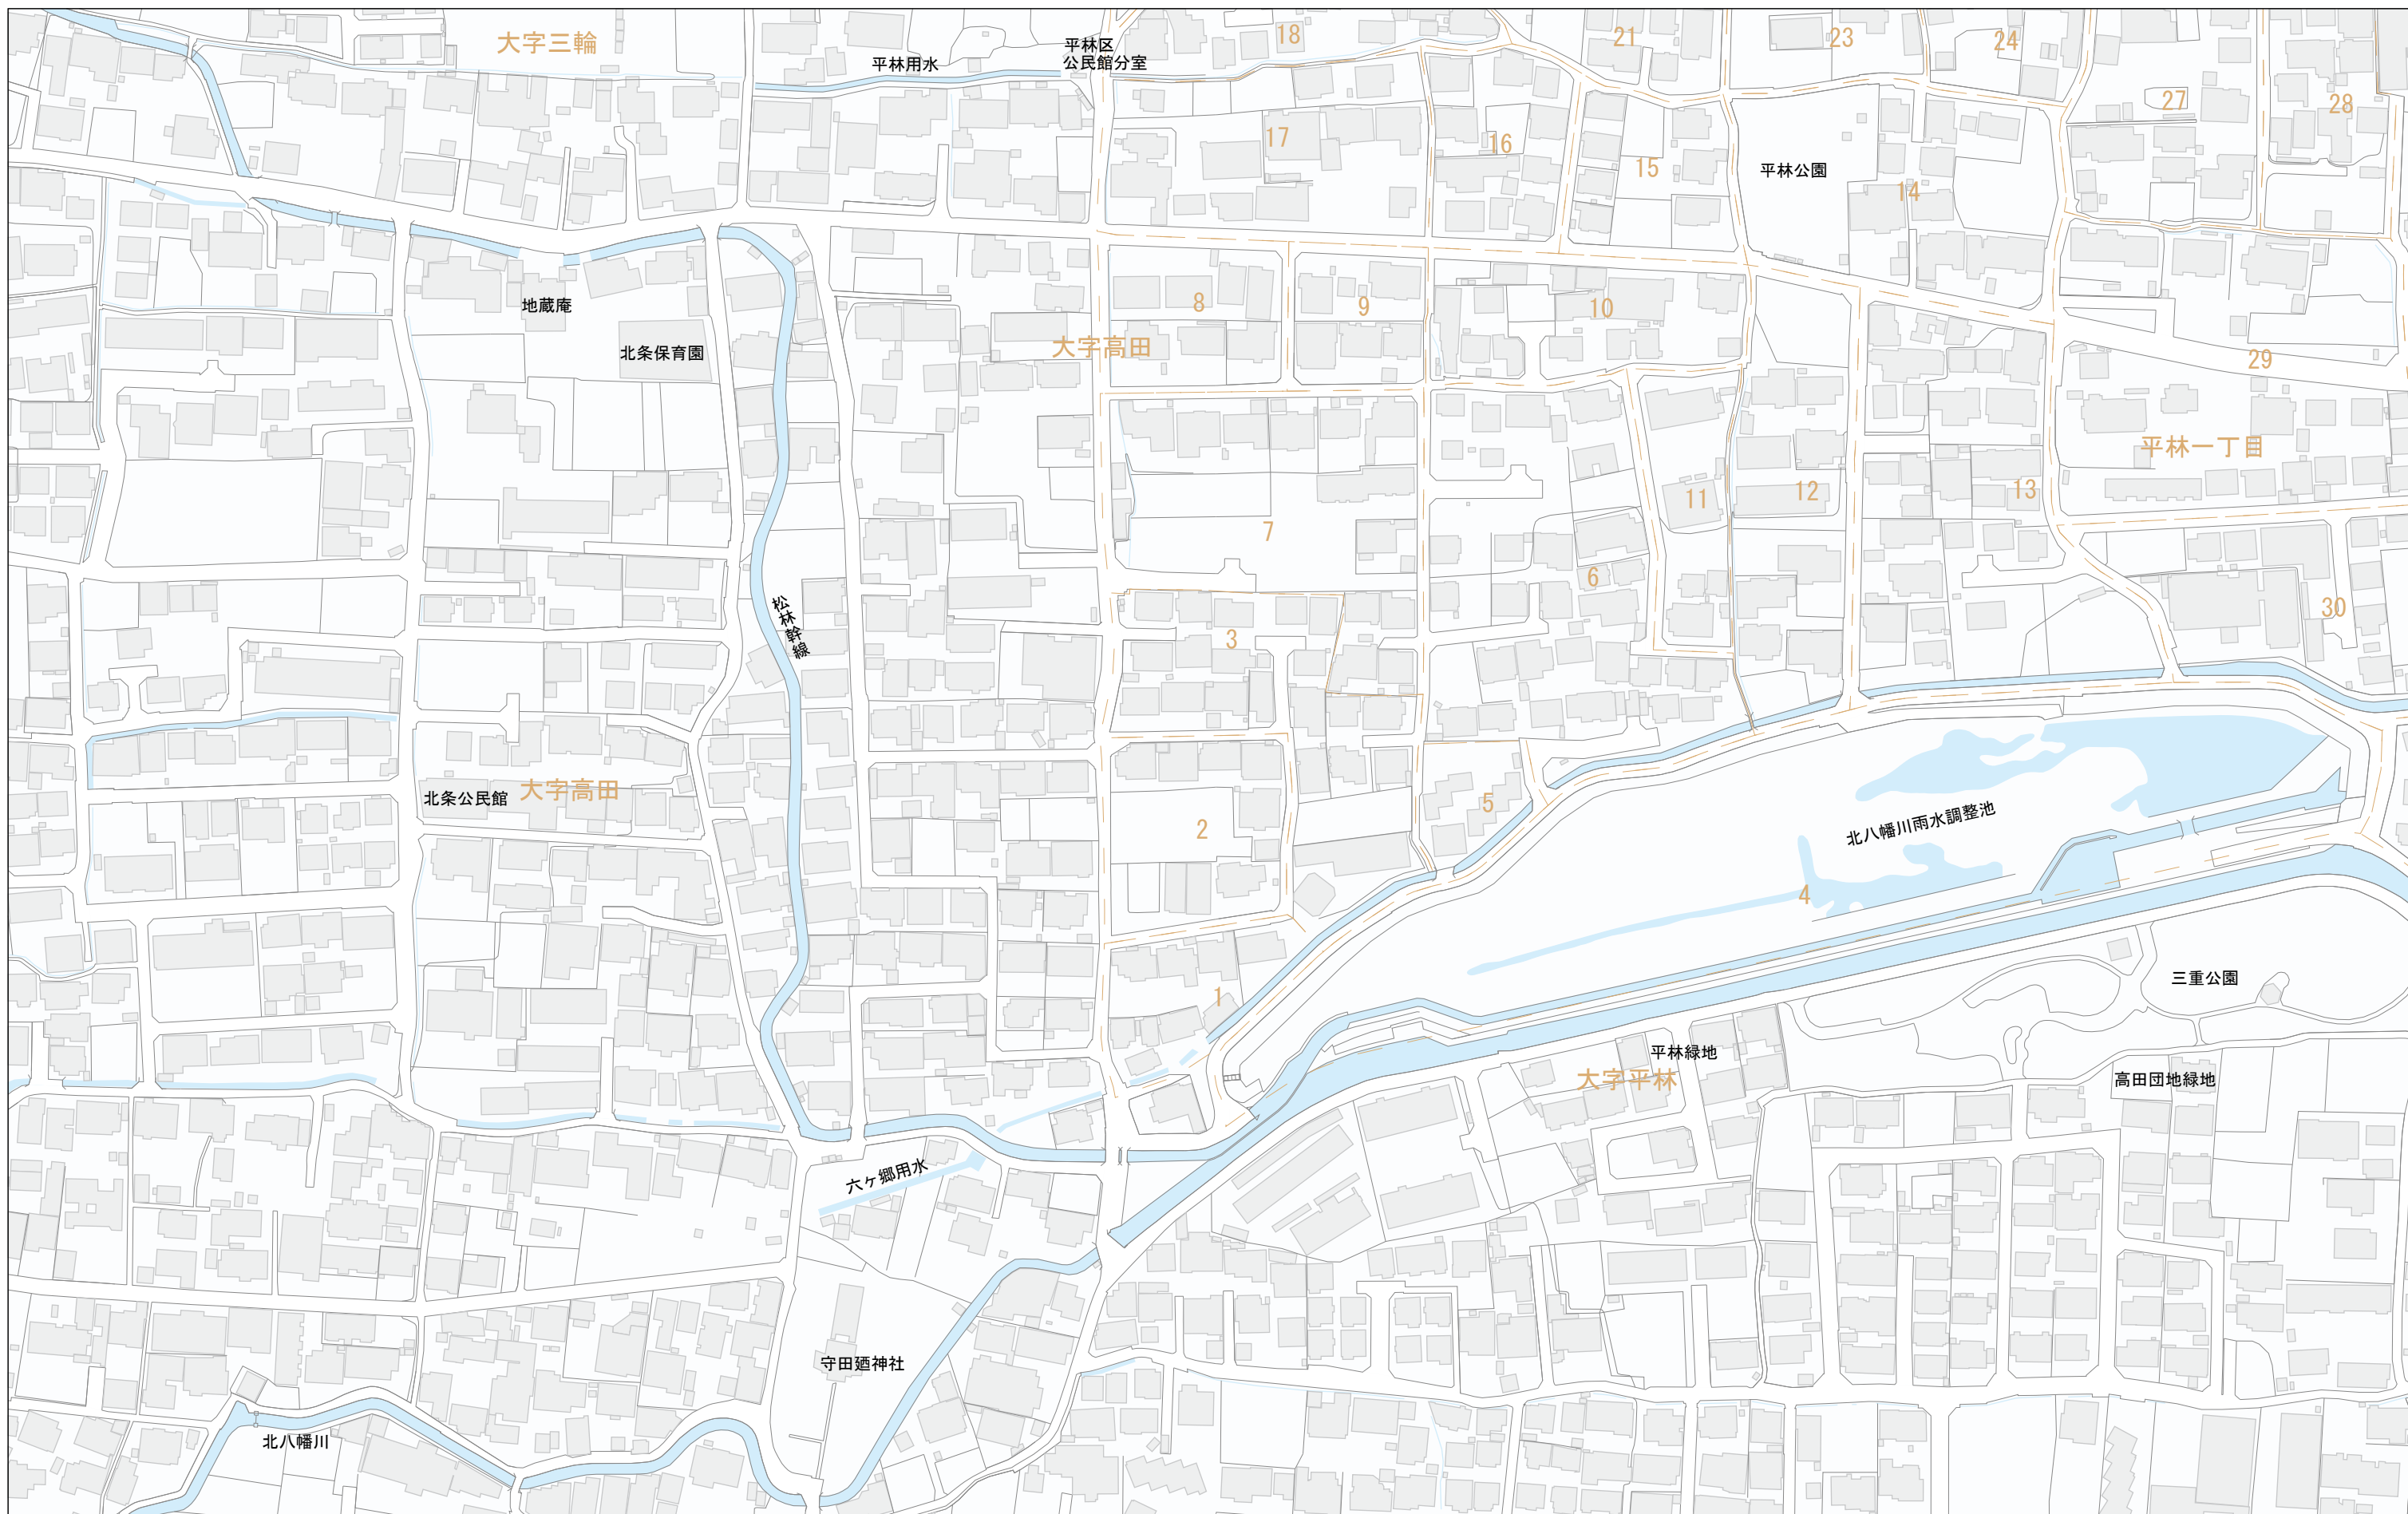 大字三輪
平林用水
平林区
公民館分室
18
21
23
24
27
28
17
16
15
平林公園
14
地蔵庵
北条保育園
大字高田
8
9
10
29
平林一丁目
7
11
12
13
松林幹線
3
6
30
北条公民館
大字高田
2
5
北八幡川雨水調整池
4
三重公園
1
平林緑地
大字平林
高田団地緑地
六ヶ郷用水
守田廼神社
北八幡川